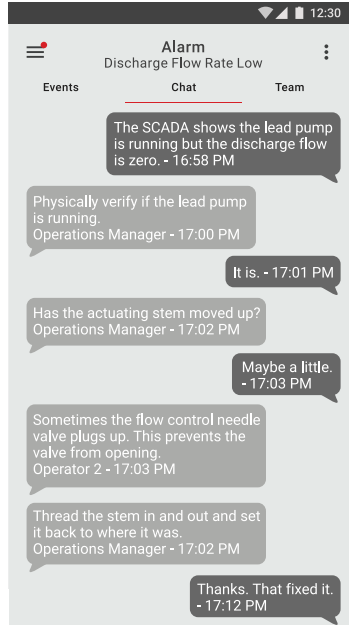 12:30
Alarm
Discharge Flow Rate Low
Events Chat Team
The SCADA shows the lead pump
is running but the discharge flow
is zero. - 16:58 PM
Physically verify if the lead pump
is running.
Operations Manager - 17:00 PM
It is. - 17:01 PM
Has the actuating stem moved up?
Operations Manager - 17:02 PM
Maybe a little.
- 17:03 PM
Sometimes the flow control needle
valve plugs up. This prevents the
valve from opening.
Operator 2 - 17:03 PM
Thread the stem in and out and set
it back to where it was.
Operations Manager - 17:02 PM
Thanks. That fixed it.
- 17:12 PM